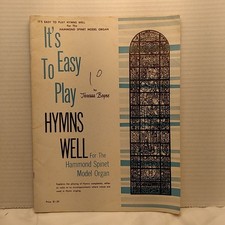 IT'S EASY TO PLAY HYMNS WELL
For The
HAMMOND SPINET MODEL ORGAN
It's
Easy
To
Play
10
by
HYMNS
WELL
For The
Hammond Spinet
Model Organ